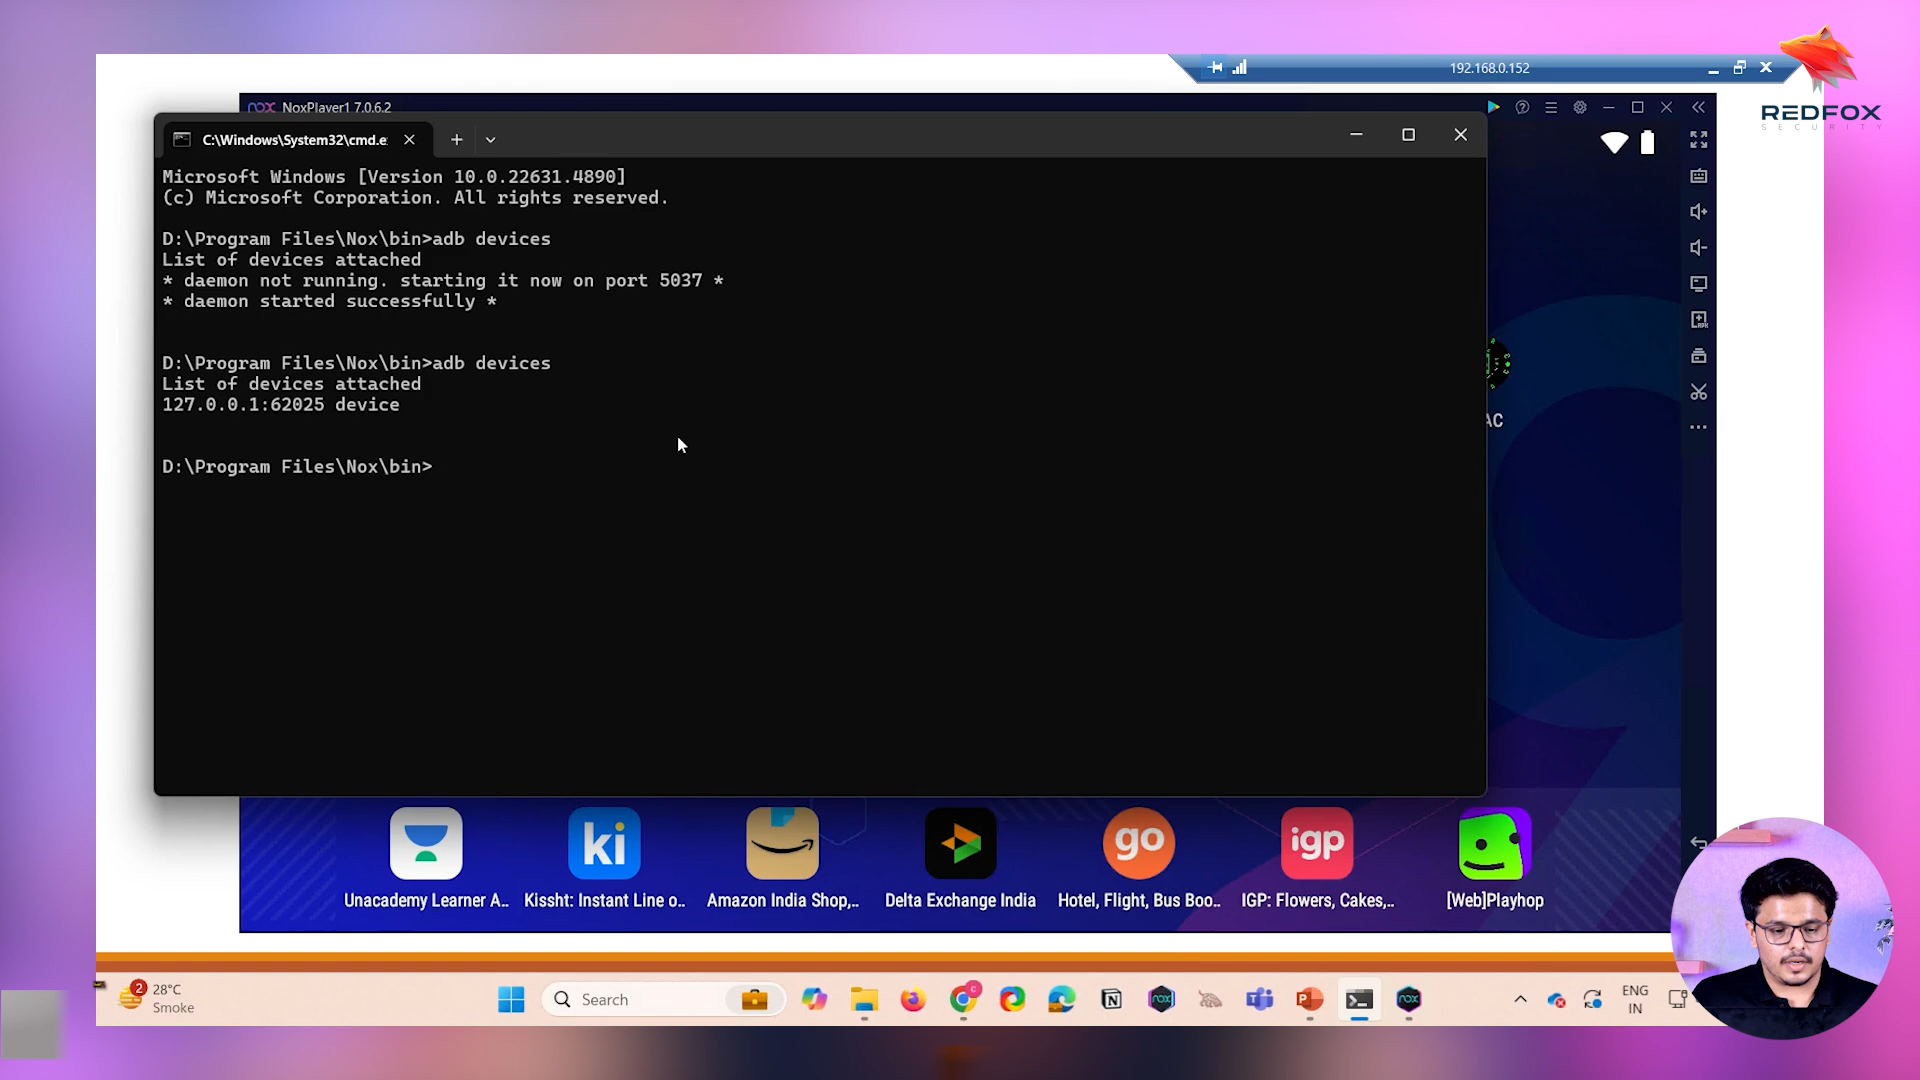 192.168.0.152
REDFOX
SECURITY
nox NoxPlayer1 7.0.6.2
C:\Windows\System32\cmd.e
Microsoft Windows [Version 10.0.22631.4890]
(c) Microsoft Corporation. All rights reserved.
D:\Program Files\Nox\bin>adb devices
List of devices attached
* daemon not running. starting it now on port 5037 *
* daemon started successfully *
D:\Program Files\Nox\bin>adb devices
List of devices attached
127.0.0.1:62025 device
D:\Program Files\Nox\bin>
AC
ki
go
igp
Unacademy Learner A..
Kissht: Instant Line o..
Amazon India Shop,..
Delta Exchange India
Hotel, Flight, Bus Boo..
IGP: Flowers, Cakes,..
[Web]Playhop
2
28°C
Smoke
Search
C
nox
nox
ENG
IN